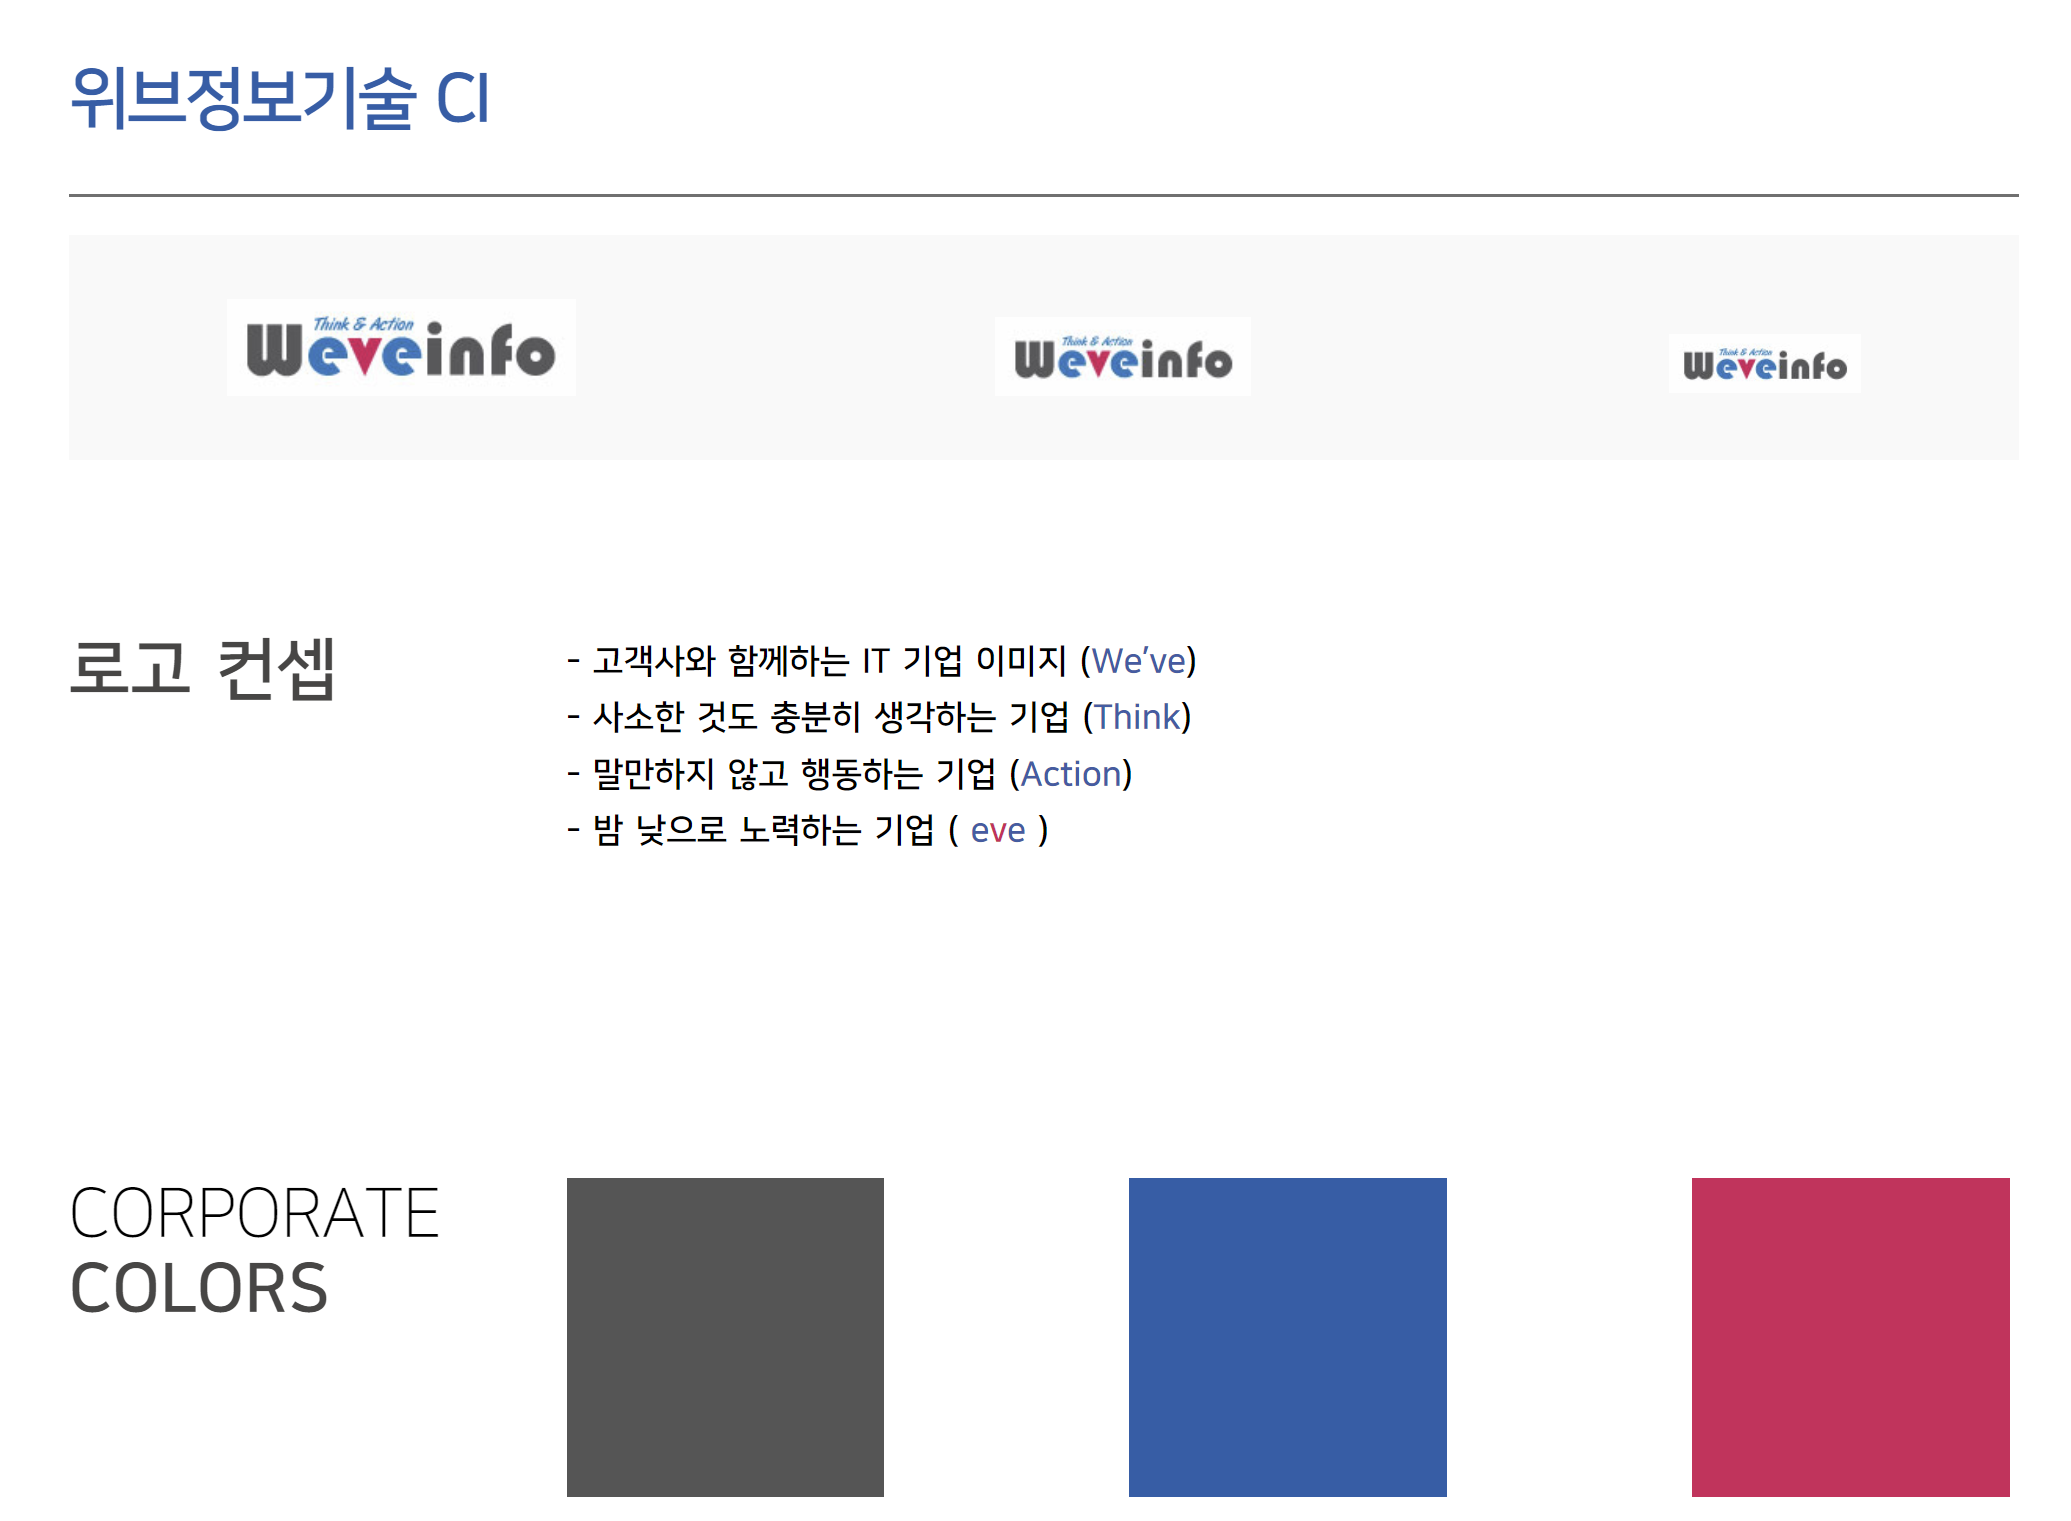 위브정보기술 CI
Think & Action
Weveinfo
Think & Action
Weveinfo
Think & Action
Weveinfo
로고 컨셉
- 고객사와 함께하는 IT 기업 이미지 (We’ve)
- 사소한 것도 충분히 생각하는 기업 (Think)
- 말만하지 않고 행동하는 기업 (Action)
- 밤 낮으로 노력하는 기업 ( eve )
CORPORATE
COLORS